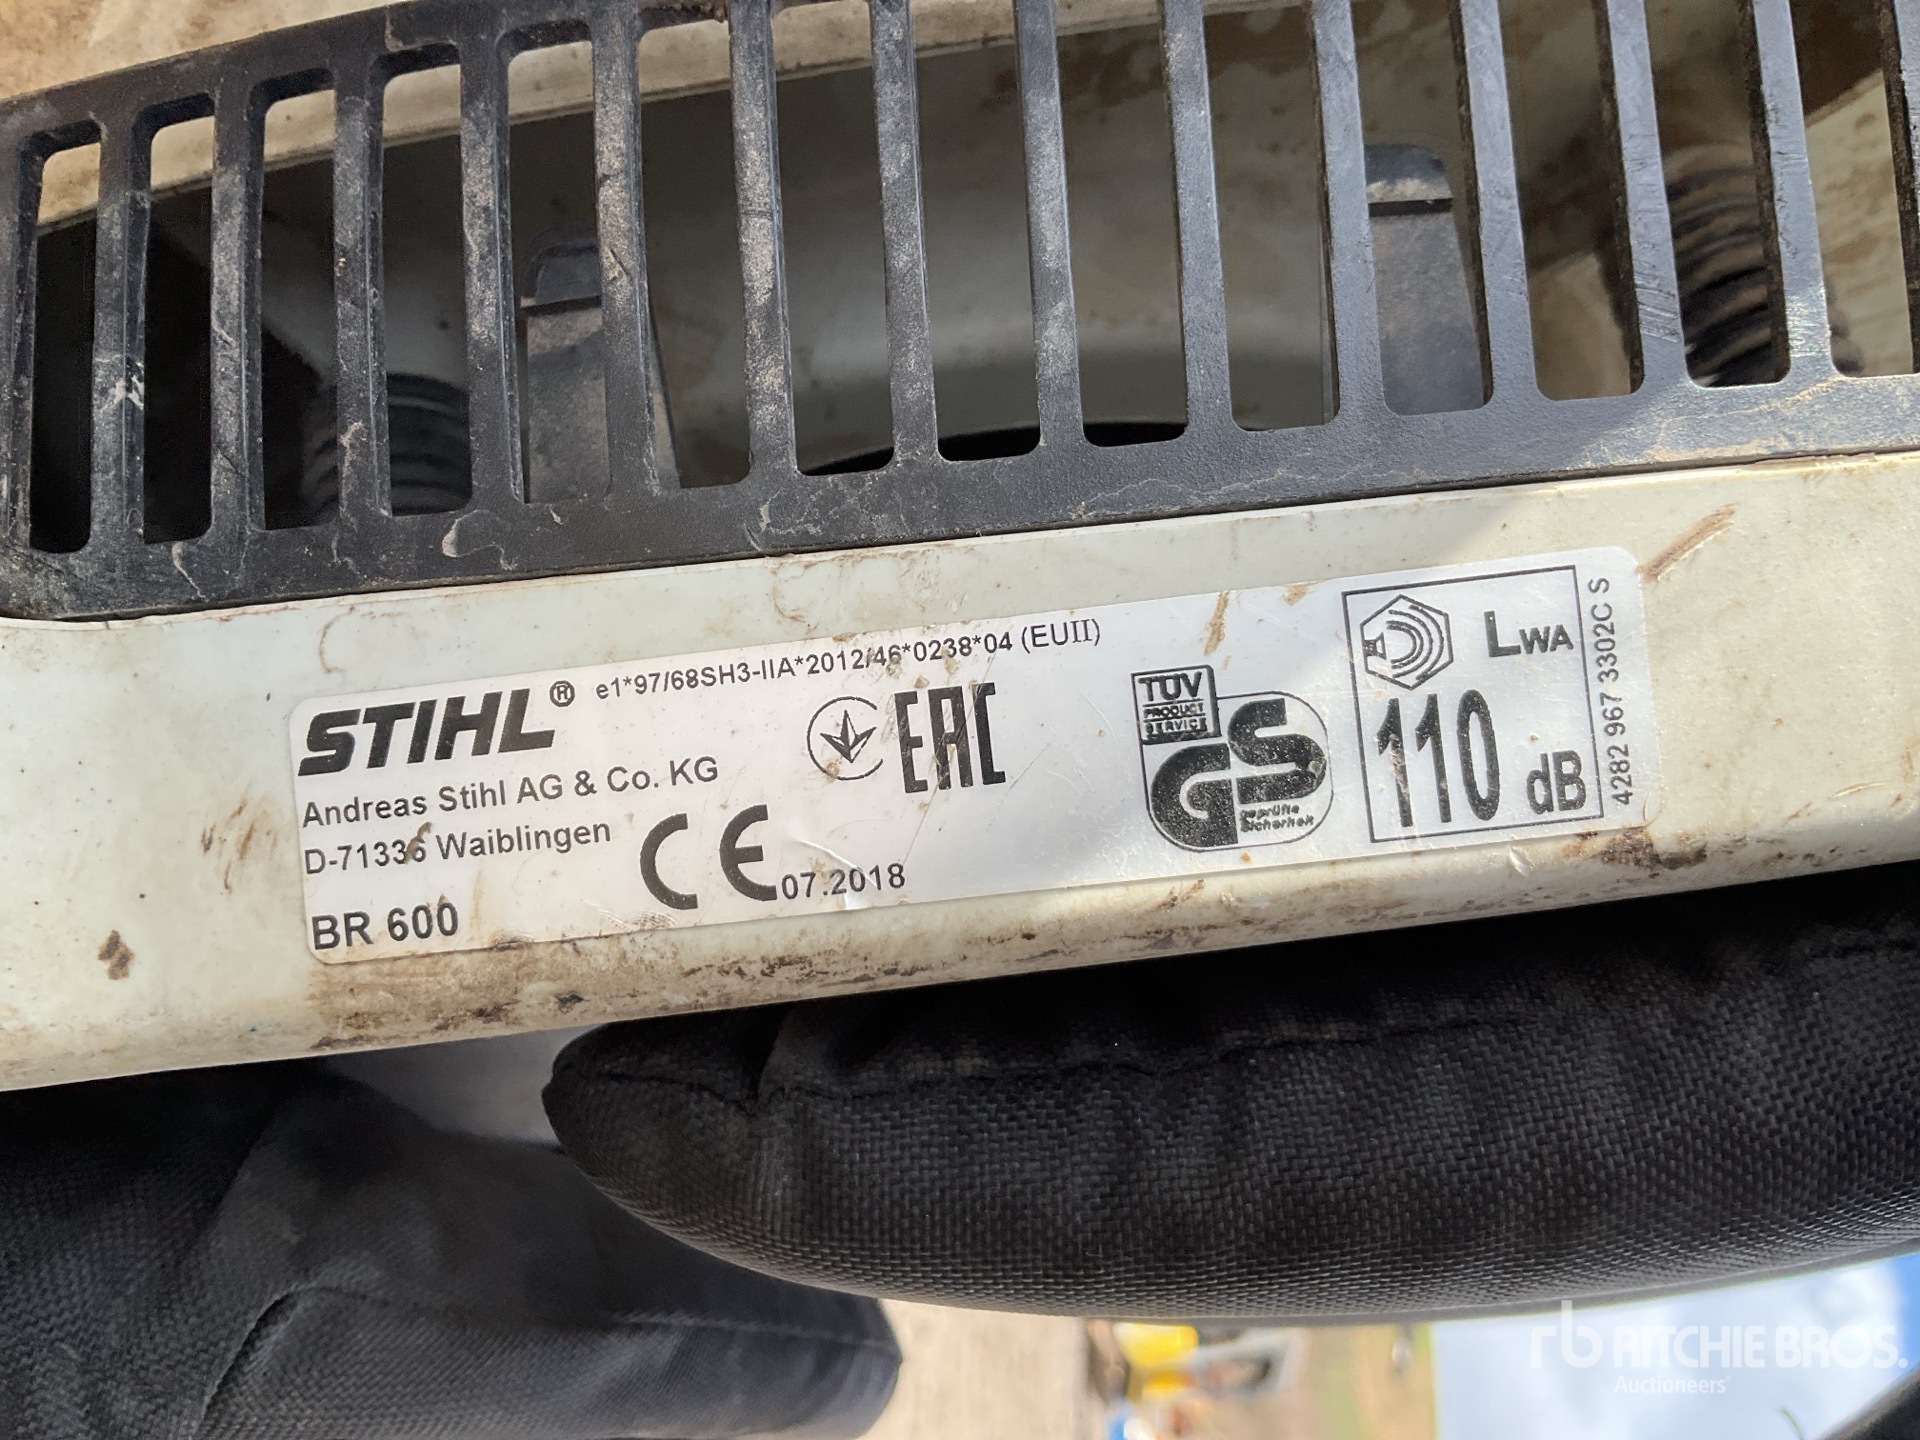 STIHL® e1*97/68SH3-IIA*2012/46*0238*04 (EUII)
Andreas Stihl AG & Co. KG
D-71336 Waiblingen
BR 600
CE 07.2018
EAC
TÜV
PRODUCT
SERVICE
GS
geprüfte
Sicherheit
LWA
110 dB
4282 967 3302C S
rb RITCHIE BROS.
Auctioneers